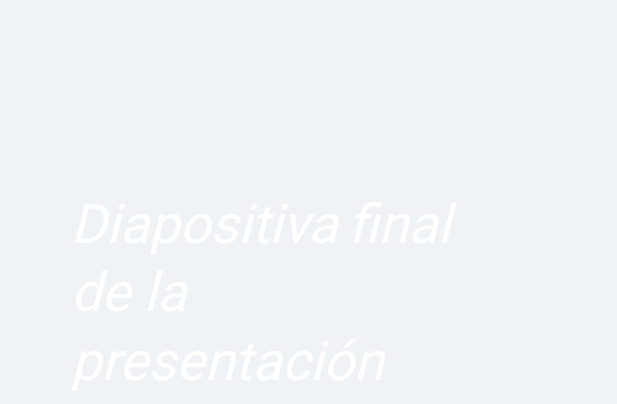 Diapositiva final
de la
presentación